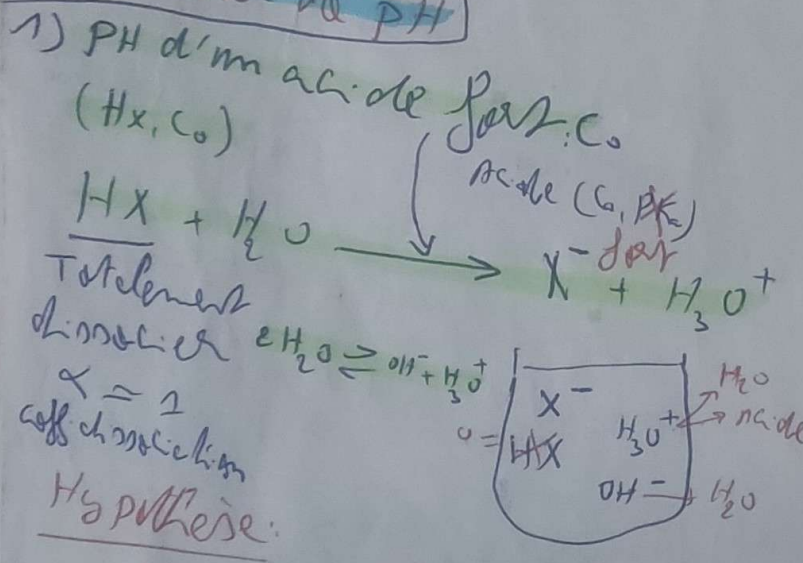 PH
1) PH d'un acide fort. C₀
(HX, C₀)
Acide (C₀, pKa)
fort
HX + H₂O → X⁻ + H₃O⁺
Totalement
dissocier
2H₂O ⇌ OH⁻ + H₃O⁺
α = 1
coeff dissociation
X⁻
H₂O
0 = HX
H₃O⁺ → acide
OH⁻ → H₂O
Hypothèse: